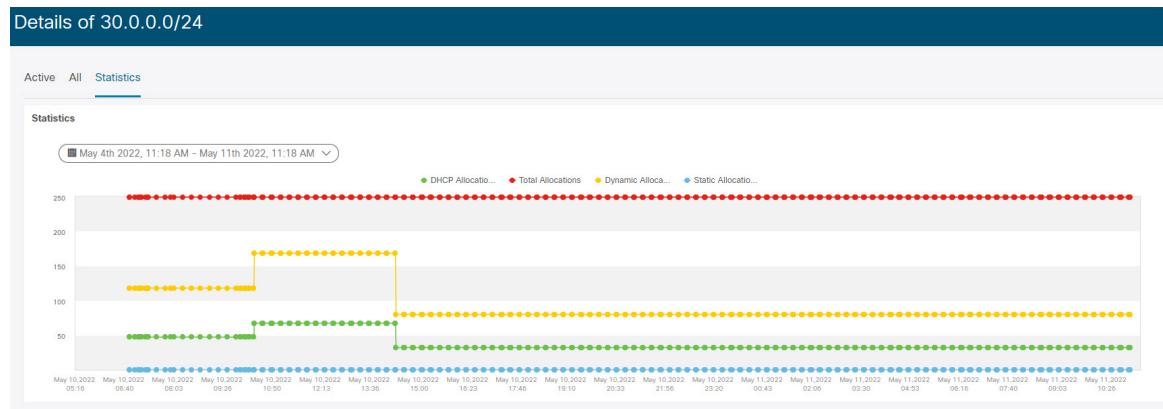 Details of 30.0.0.0/24
Active All Statistics
Statistics
May 4th 2022, 11:18 AM - May 11th 2022, 11:18 AM
DHCP Allocatio... Total Allocations Dynamic Alloca... Static Allocatio...
250
200
150
100
50
May 10,2022 May 10,2022 May 10,2022 May 10,2022 May 10,2022 May 10,2022 May 10,2022 May 10,2022 May 10,2022 May 10,2022 May 10,2022 May 10,2022 May 10,2022 May 10,2022 May 11,2022 May 11,2022 May 11,2022 May 11,2022 May 11,2022 May 11,2022 May 11,2022 May 11,2022
05:16 06:40 08:03 09:26 10:50 12:13 13:36 15:00 16:23 17:46 19:10 20:33 21:56 23:20 00:43 02:06 03:30 04:53 06:16 07:40 09:03 10:26